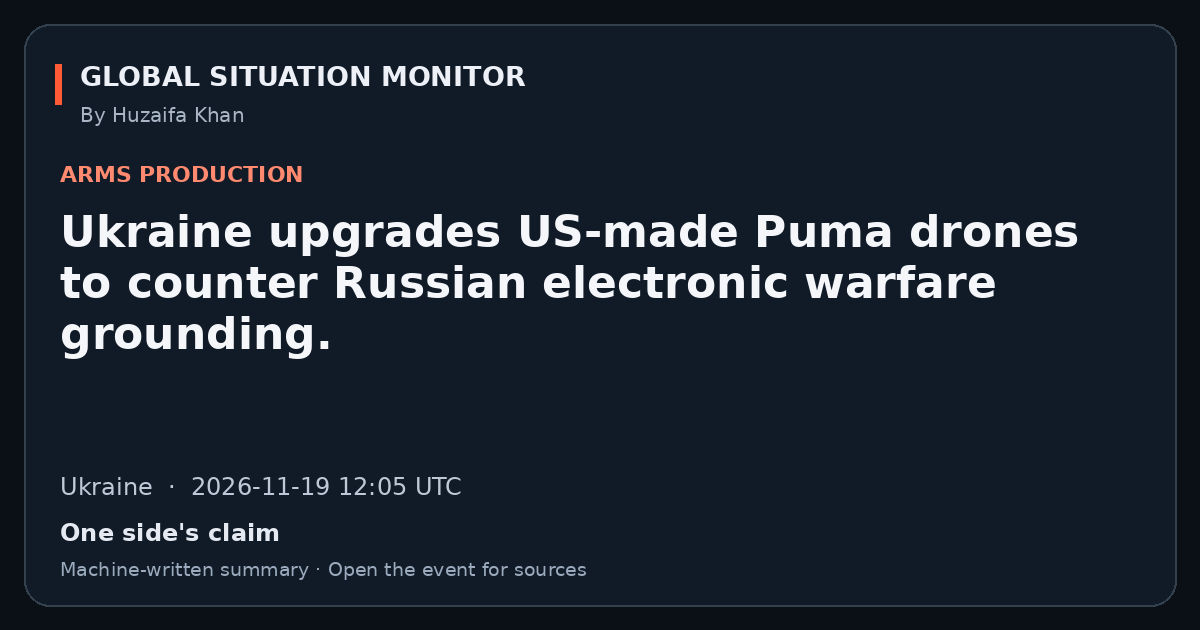 GLOBAL SITUATION MONITOR
By Huzaifa Khan
ARMS PRODUCTION
Ukraine upgrades US-made Puma drones
to counter Russian electronic warfare
grounding.
Ukraine · 2026-11-19 12:05 UTC
One side's claim
Machine-written summary · Open the event for sources